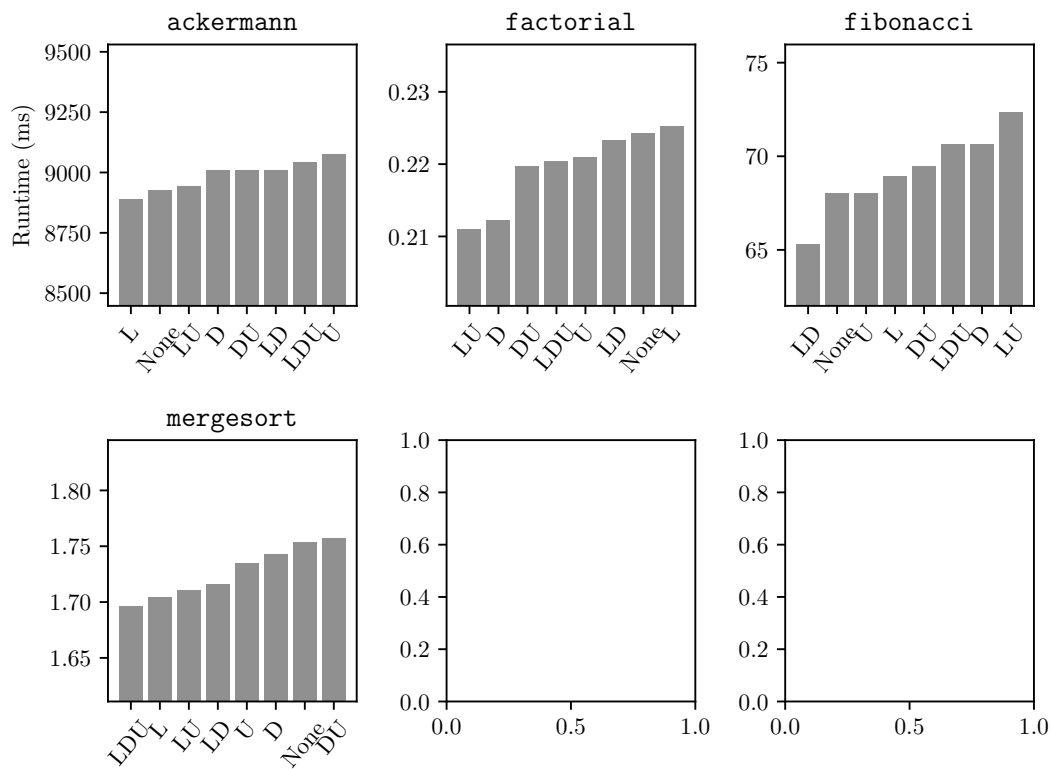 ackermann
Runtime (ms)
9500
9250
9000
8750
8500
L
None
LU
D
DU
LD
LDU
U
factorial
0.23
0.22
0.21
LU
D
DU
LDU
U
LD
None
L
fibonacci
75
70
65
LD
None
U
L
DU
LDU
D
LU
mergesort
1.80
1.75
1.70
1.65
LDU
L
LU
LD
U
D
None
DU
1.0
0.8
0.6
0.4
0.2
0.0
0.0
0.5
1.0
1.0
0.8
0.6
0.4
0.2
0.0
0.0
0.5
1.0